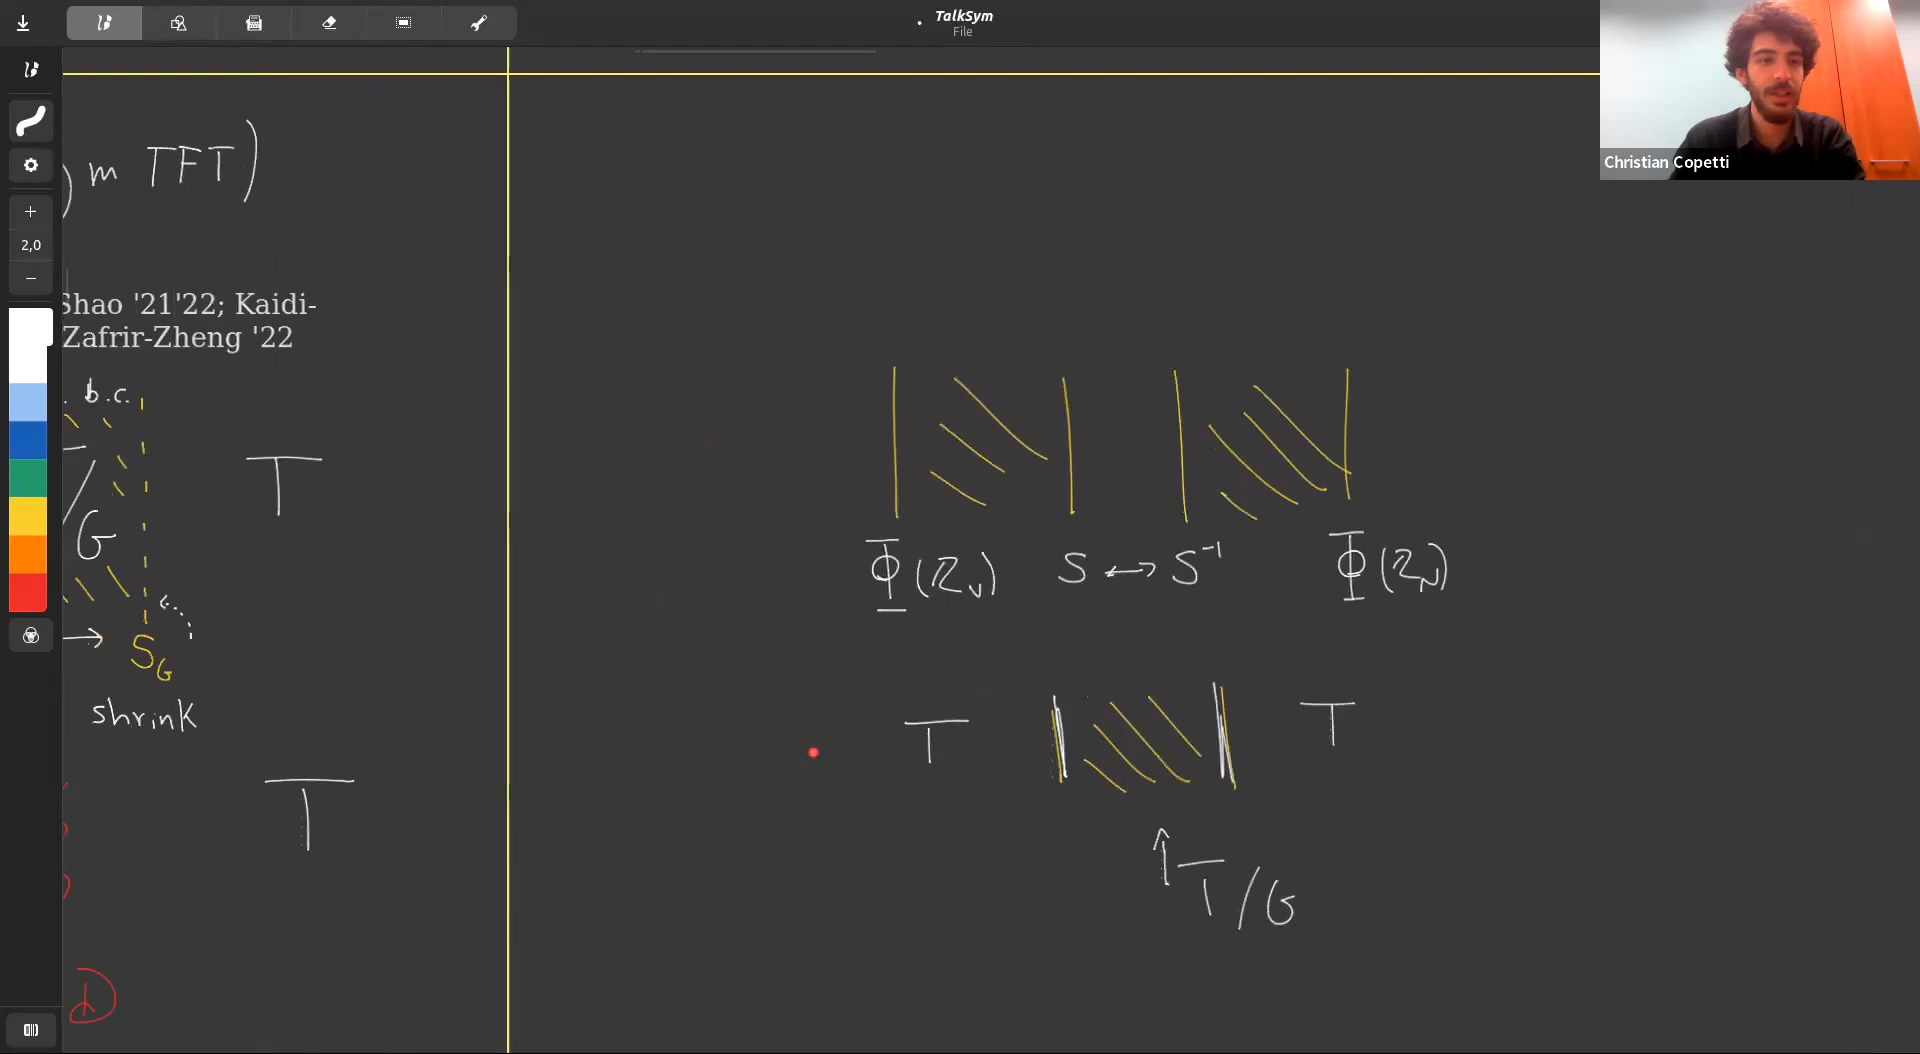 TalkSym
File
Christian Copetti
2,0
m TFT)
Shao '21'22; Kaidi-
Zafrir-Zheng '22
b.c.
T
/G
→ S_G
shrink
T
D
Φ(ℤ_N) S ↔ S⁻¹ Φ(ℤ_N)
T T
↑ T/G